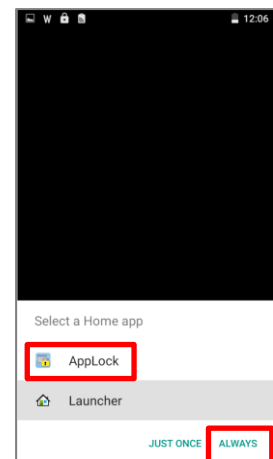 W 12:06
Select a Home app
AppLock
Launcher
JUST ONCE ALWAYS